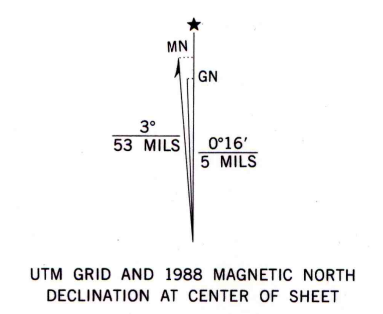 ★
MN
GN
3°
53 MILS
0°16′
5 MILS
UTM GRID AND 1988 MAGNETIC NORTH
DECLINATION AT CENTER OF SHEET